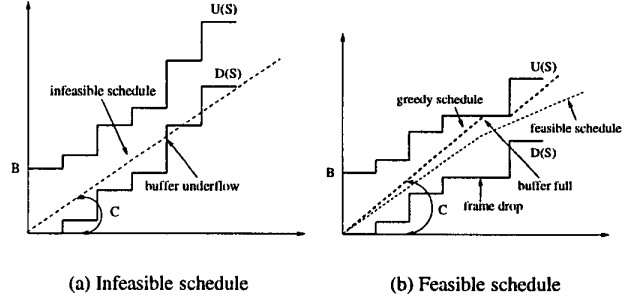 U(S)
D(S)
infeasible schedule
B
buffer underflow
C
(a) Infeasible schedule
U(S)
greedy schedule
feasible schedule
D(S)
B
buffer full
C
frame drop
(b) Feasible schedule